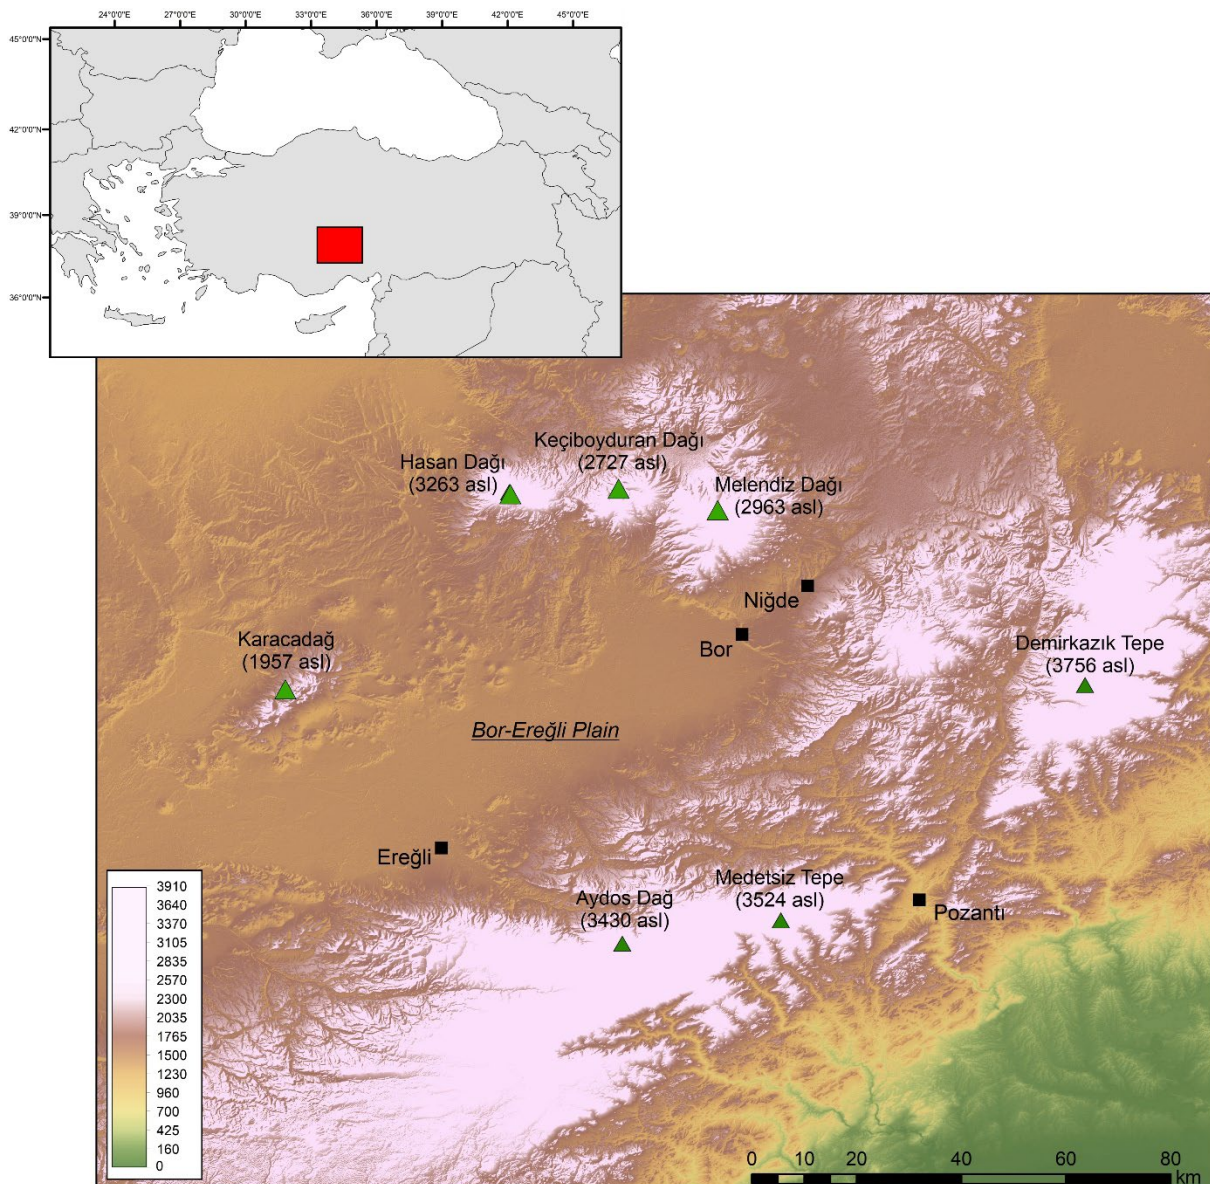 24°0'0"E 27°0'0"E 30°0'0"E 33°0'0"E 36°0'0"E 39°0'0"E 42°0'0"E 45°0'0"E
45°0'0"N
42°0'0"N
39°0'0"N
36°0'0"N
Keçiboyduran Dağı
(2727 asl)
Hasan Dağı
(3263 asl)
Melendiz Dağı
(2963 asl)
Niğde
Bor
Karacadağ
(1957 asl)
Demirkazık Tepe
(3756 asl)
Bor-Ereğli Plain
Ereğli
Medetsiz Tepe
(3524 asl)
Aydos Dağ
(3430 asl)
Pozantı
3910
3640
3370
3105
2835
2570
2300
2035
1765
1500
1230
960
700
425
160
0
0 10 20 40 60 80
km